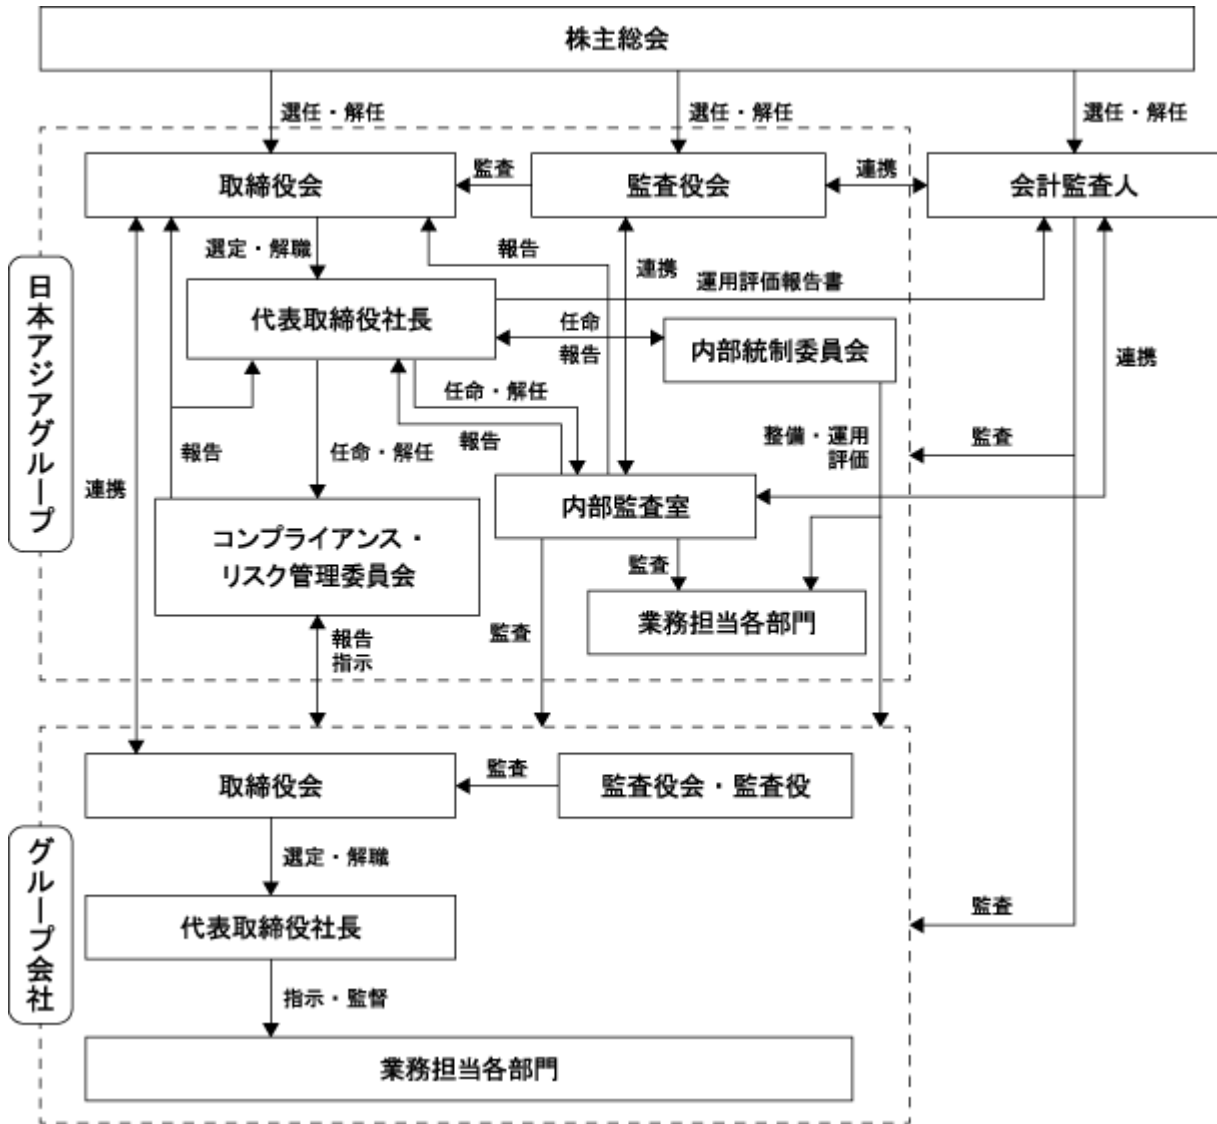 株主総会
選任・解任
選任・解任
選任・解任
取締役会
監査
監査役会
連携
会計監査人
選定・解職
報告
連携
運用評価報告書
日本アジアグループ
代表取締役社長
任命
報告
内部統制委員会
連携
任命・解任
報告
報告
任命・解任
整備・運用
評価
監査
連携
内部監査室
コンプライアンス・
リスク管理委員会
監査
業務担当各部門
監査
報告
指示
取締役会
監査
監査役会・監査役
グループ会社
選定・解職
代表取締役社長
監査
指示・監督
業務担当各部門